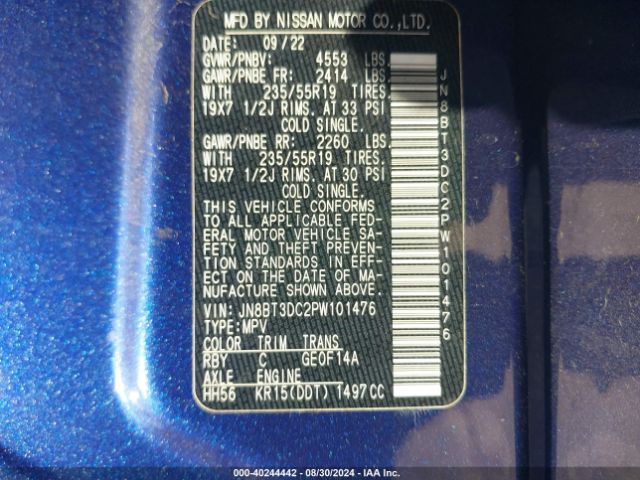 MFD BY NISSAN MOTOR CO.,LTD.
DATE: 09/22
GVWR/PNBV: 4553 LBS.
GAWR/PNBE FR: 2414 LBS.
WITH 235/55R19 TIRES.
19X7 1/2J RIMS. AT 33 PSI
COLD SINGLE.
GAWR/PNBE RR: 2260 LBS.
WITH 235/55R19 TIRES.
19X7 1/2J RIMS. AT 30 PSI
COLD SINGLE.
THIS VEHICLE CONFORMS
TO ALL APPLICABLE FED-
ERAL MOTOR VEHICLE SA-
FETY AND THEFT PREVEN-
TION STANDARDS IN EFF-
ECT ON THE DATE OF MA-
NUFACTURE SHOWN ABOVE.
VIN: JN8BT3DC2PW101476
TYPE:MPV
COLOR TRIM TRANS
RBY C GE0F14A
AXLE ENGINE
HH56 KR15(DDT) 1497CC
JN8BT3DC2PW101476
000-40244442 - 08/30/2024 - IAA Inc.